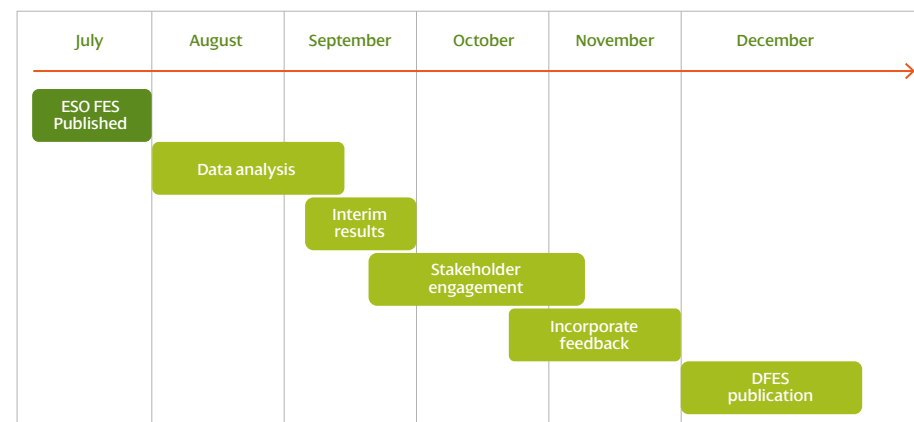 July
August
September
October
November
December
ESO FES
Published
Data analysis
Interim
results
Stakeholder
engagement
Incorporate
feedback
DFES
publication